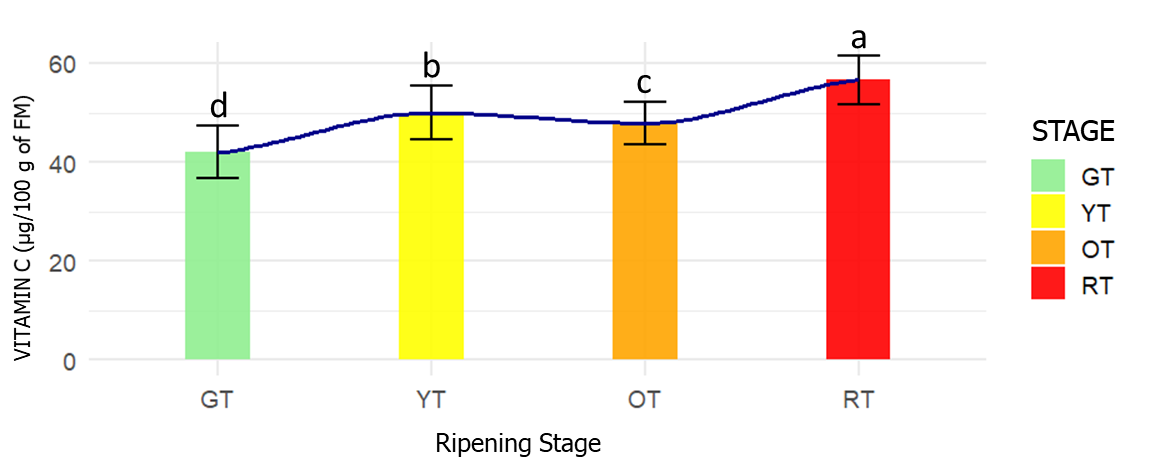 VITAMIN C (µg/100 g of FM)
60
40
20
0
d
b
c
a
GT
YT
OT
RT
Ripening Stage
STAGE
GT
YT
OT
RT